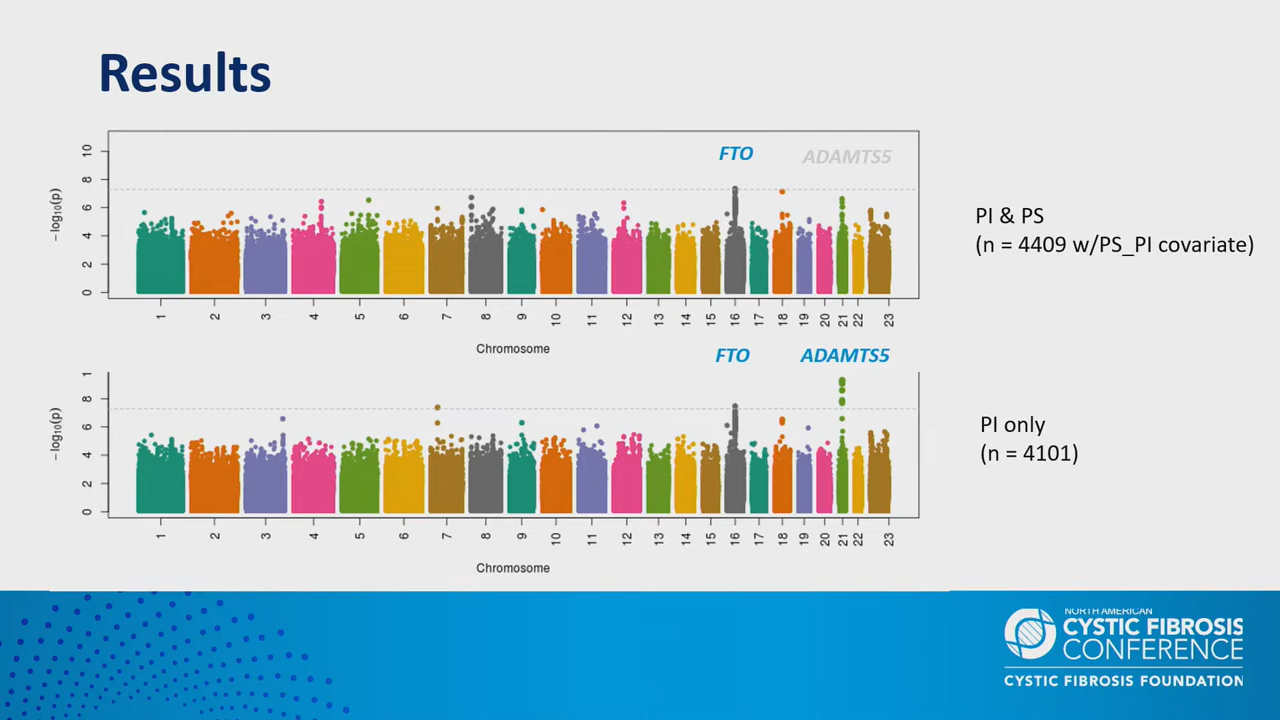 Results
FTO
ADAMTS5
10
8
6
4
2
0
−log10(p)
1 2 3 4 5 6 7 8 9 10 11 12 13 14 15 16 17 18 19 20 21 22 23
Chromosome
PI & PS
(n = 4409 w/PS_PI covariate)
FTO
ADAMTS5
1
8
6
4
2
0
−log10(p)
1 2 3 4 5 6 7 8 9 10 11 12 13 14 15 16 17 18 19 20 21 22 23
Chromosome
PI only
(n = 4101)
NORTH AMERICAN
CYSTIC FIBROSIS
CONFERENCE
CYSTIC FIBROSIS FOUNDATION